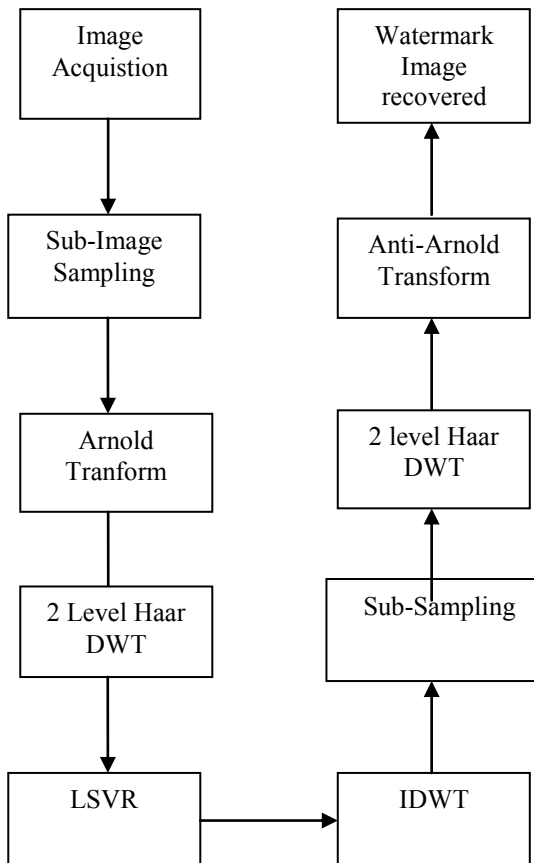 Image
Acquistion
Sub-Image
Sampling
Arnold
Tranform
2 Level Haar
DWT
LSVR
IDWT
Sub-Sampling
2 level Haar
DWT
Anti-Arnold
Transform
Watermark
Image
recovered